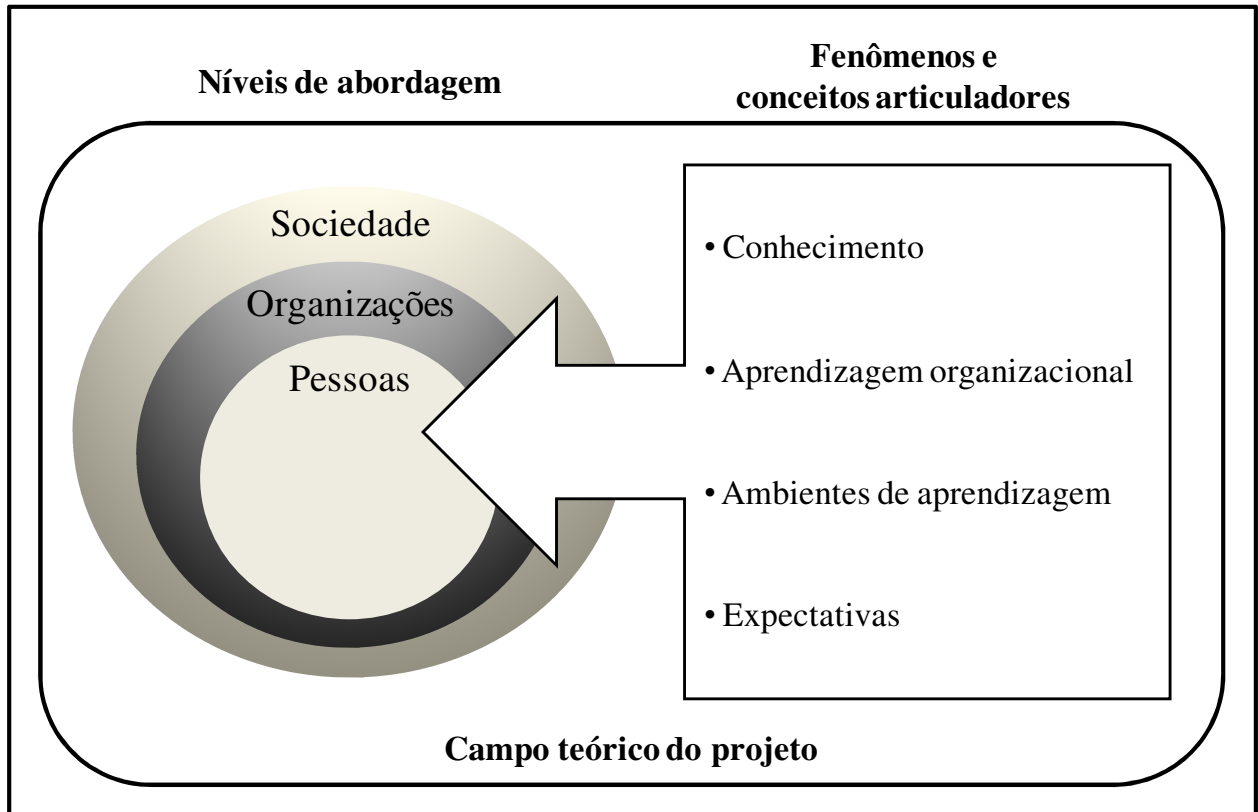 Níveis de abordagem
Fenômenos e
conceitos articuladores
Sociedade
Organizações
Pessoas
• Conhecimento
• Aprendizagem organizacional
• Ambientes de aprendizagem
• Expectativas
Campo teórico do projeto